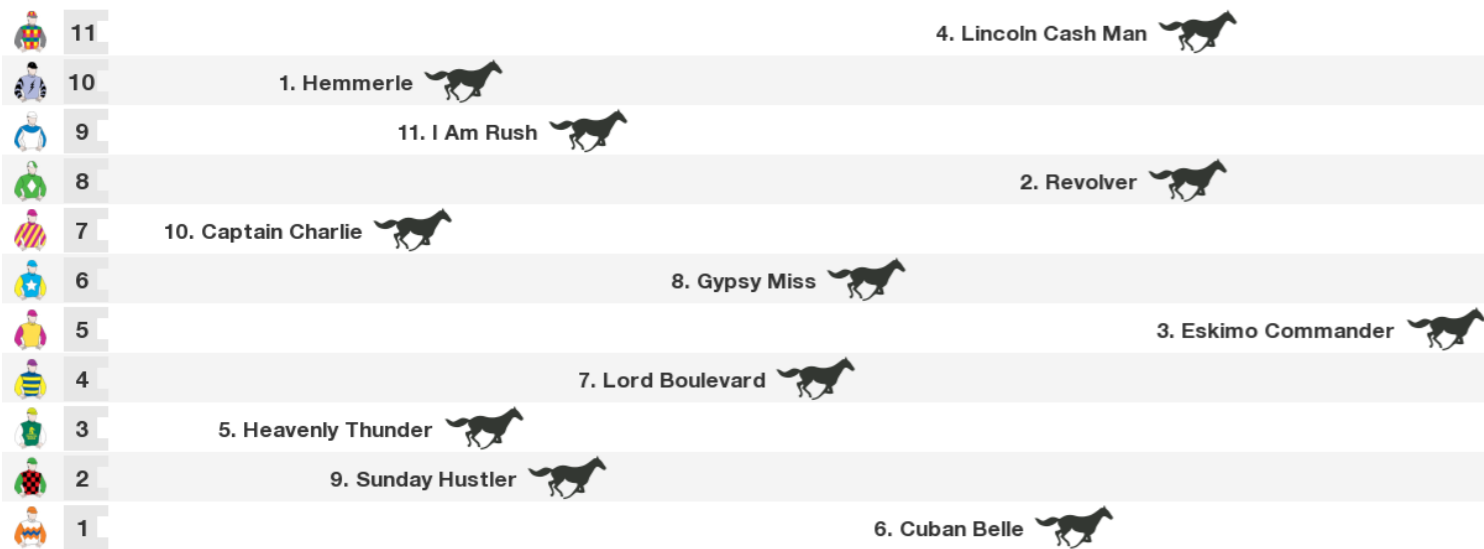 11 4. Lincoln Cash Man
10 1. Hemmerle
9 11. I Am Rush
8 2. Revolver
7 10. Captain Charlie
6 8. Gypsy Miss
5 3. Eskimo Commander
4 7. Lord Boulevard
3 5. Heavenly Thunder
2 9. Sunday Hustler
1 6. Cuban Belle